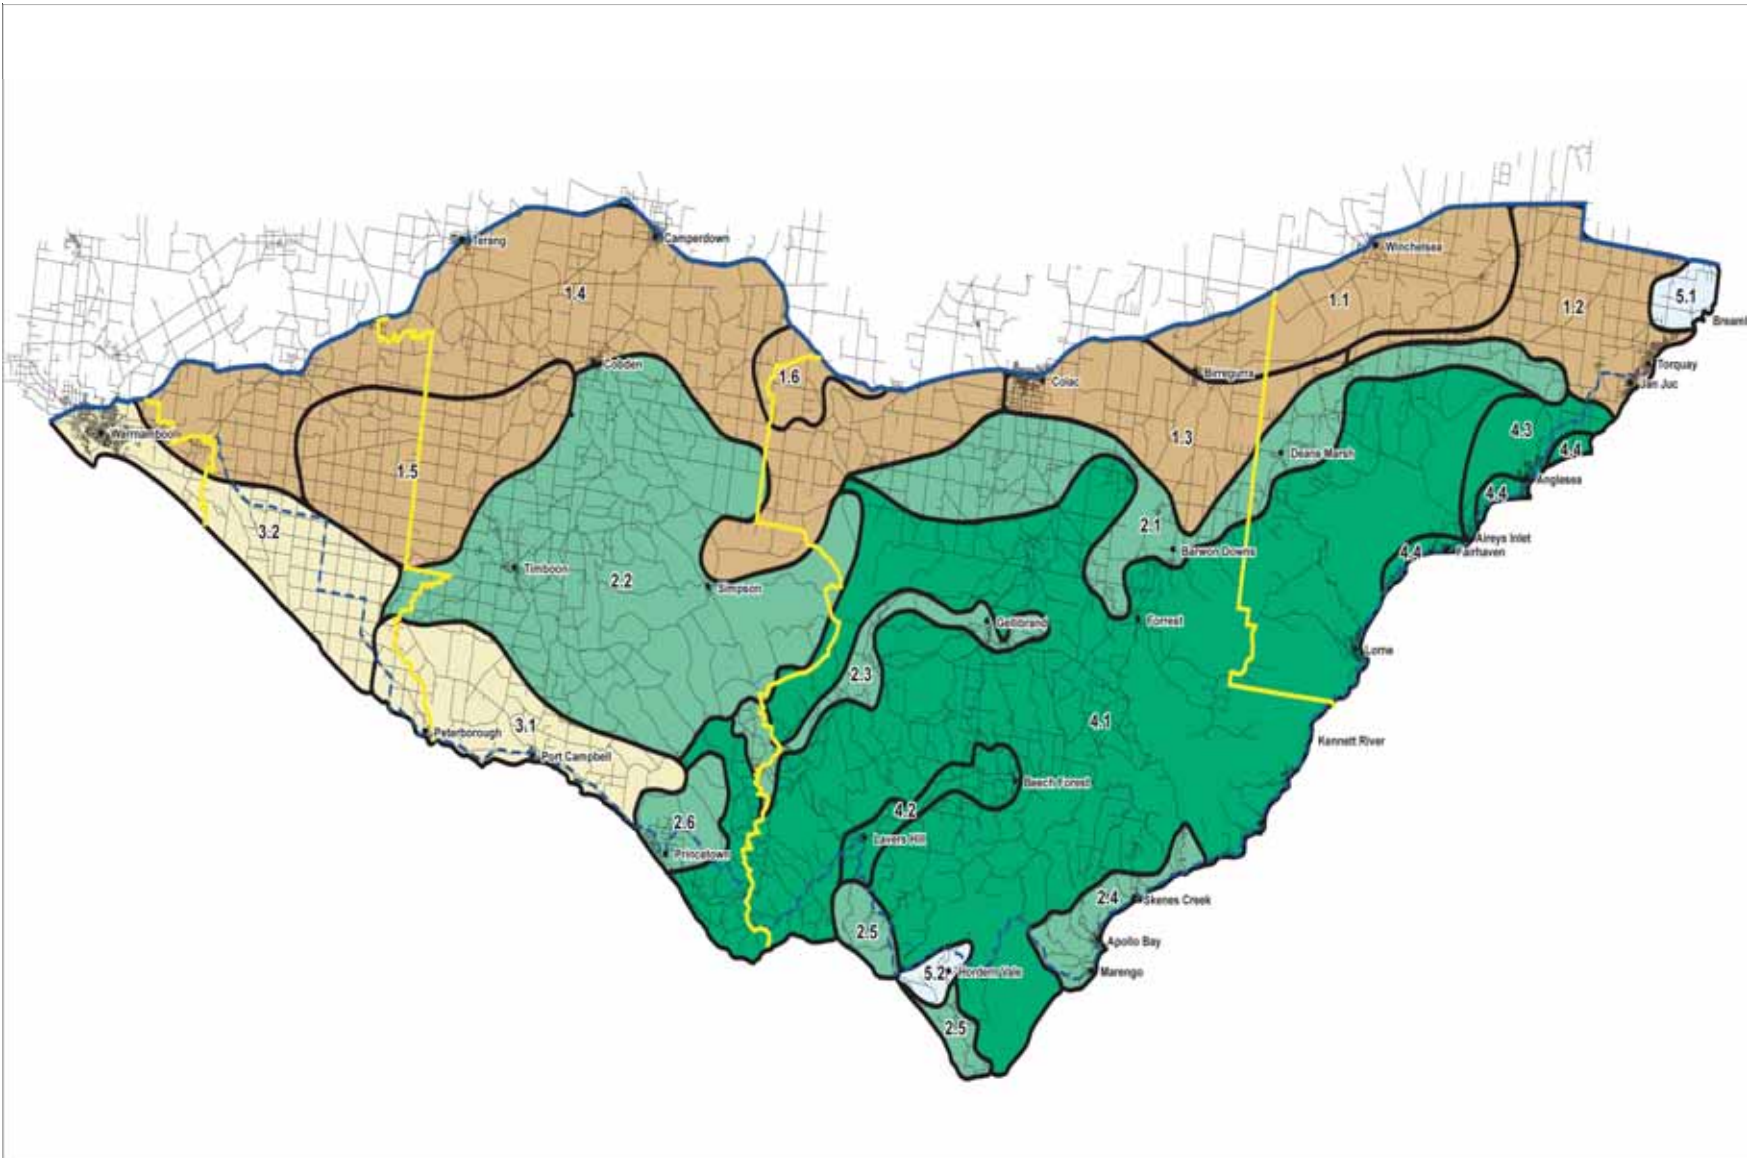 Terang
Camperdown
Winchelsea
1.4
1.1
1.2
5.1
Torquay
Jan Juc
Cobden
1.6
Colac
Birregurra
Warrnambool
1.5
1.3
Deans Marsh
4.3
4.4
Anglesea
4.4
3.2
2.1
Aireys Inlet
Fairhaven
4.4
Barwon Downs
Timboon
2.2
Simpson
Gellibrand
Forrest
Lorne
2.3
3.1
4.1
Peterborough
Port Campbell
Kennett River
Beech Forest
4.2
2.6
Lavers Hill
Princetown
2.4
Skenes Creek
2.5
Apollo Bay
5.2
Hordern Vale
Marengo
2.5